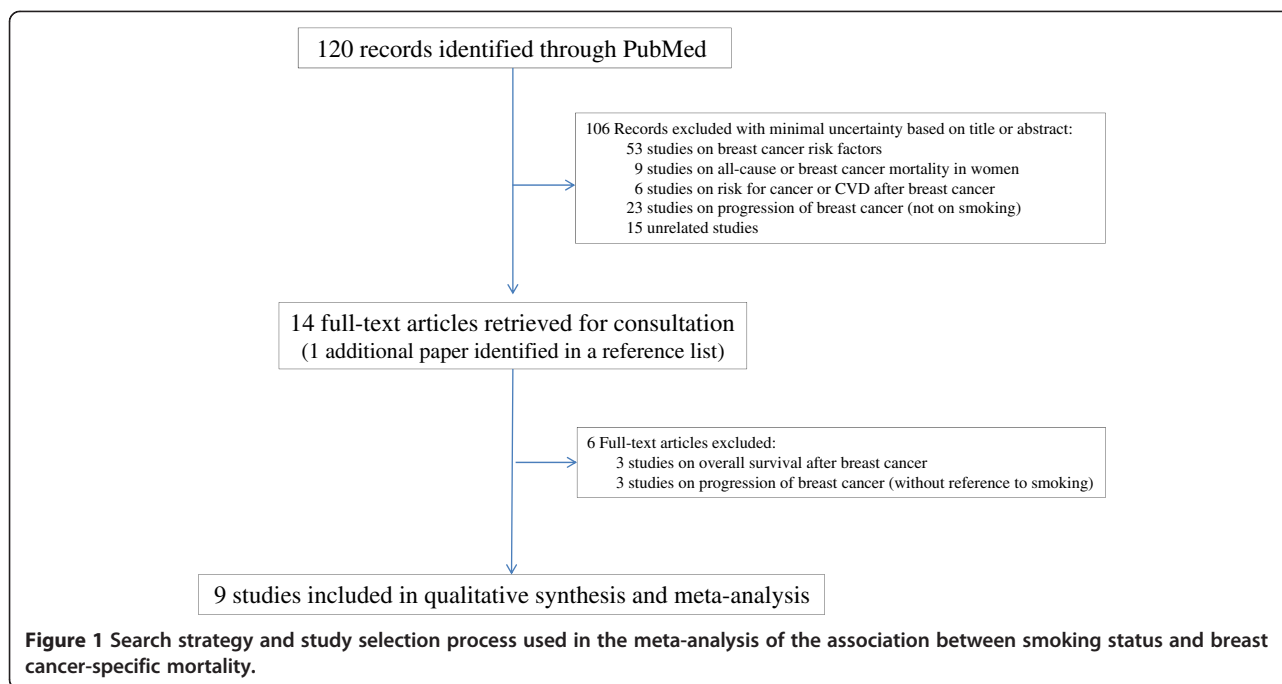 120 records identified through PubMed
106 Records excluded with minimal uncertainty based on title or abstract:
53 studies on breast cancer risk factors
9 studies on all-cause or breast cancer mortality in women
6 studies on risk for cancer or CVD after breast cancer
23 studies on progression of breast cancer (not on smoking)
15 unrelated studies
14 full-text articles retrieved for consultation
(1 additional paper identified in a reference list)
6 Full-text articles excluded:
3 studies on overall survival after breast cancer
3 studies on progression of breast cancer (without reference to smoking)
9 studies included in qualitative synthesis and meta-analysis
Figure 1 Search strategy and study selection process used in the meta-analysis of the association between smoking status and breast
cancer-specific mortality.